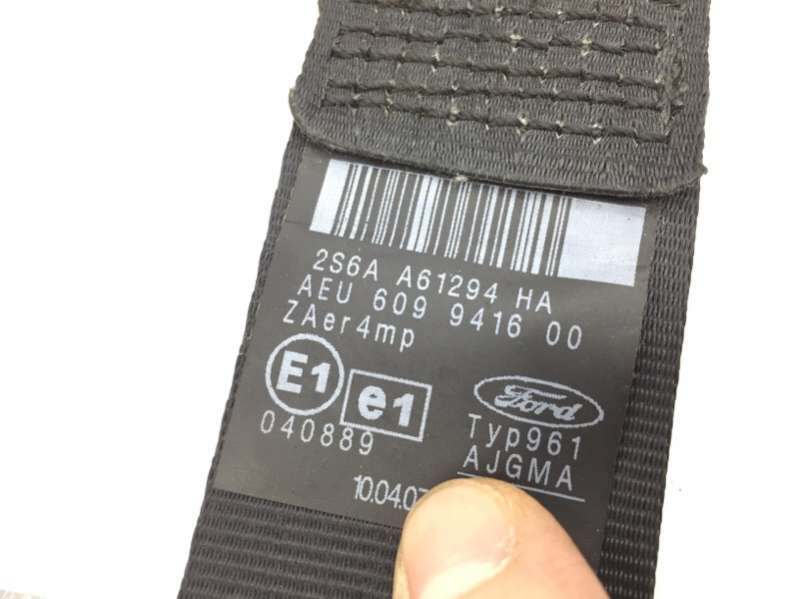 2S6A A61294 HA
AEU 609 9416 00
ZAer4mp
E1 e1
Ford
040889
Typ961
AJGMA
10.04.07